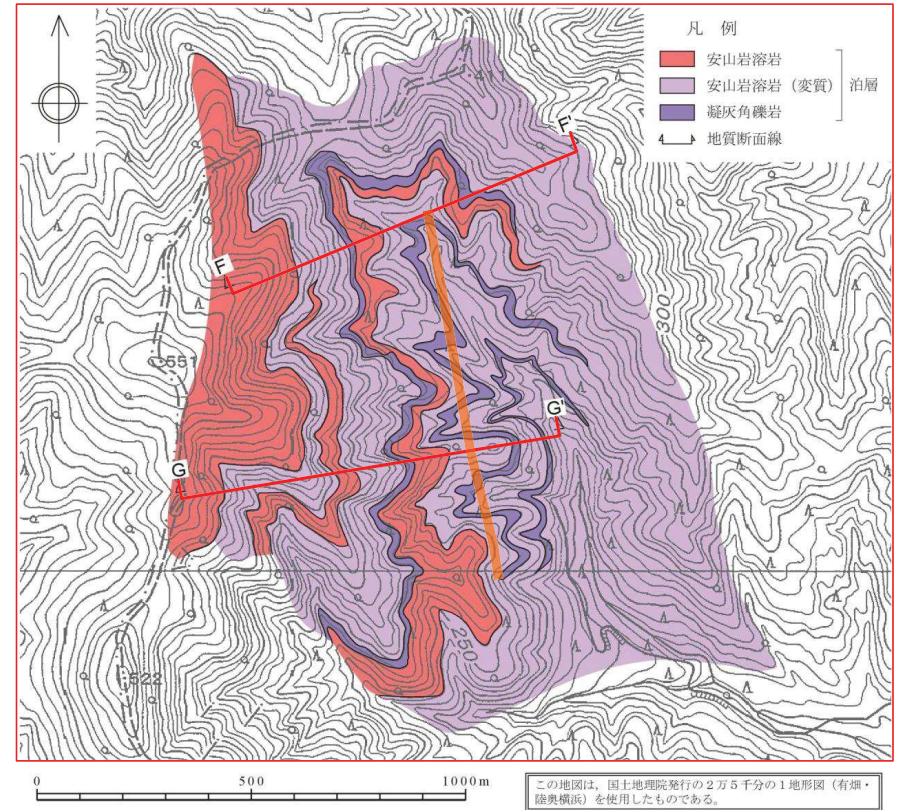 凡 例
安山岩溶岩
安山岩溶岩（変質）
凝灰角礫岩
泊層
地質断面線
411
F'
F
300
551
G'
G
250
522
0 500 1000m
この地図は，国土地理院発行の２万５千分の１地形図（有畑・
陸奥横浜）を使用したものである。